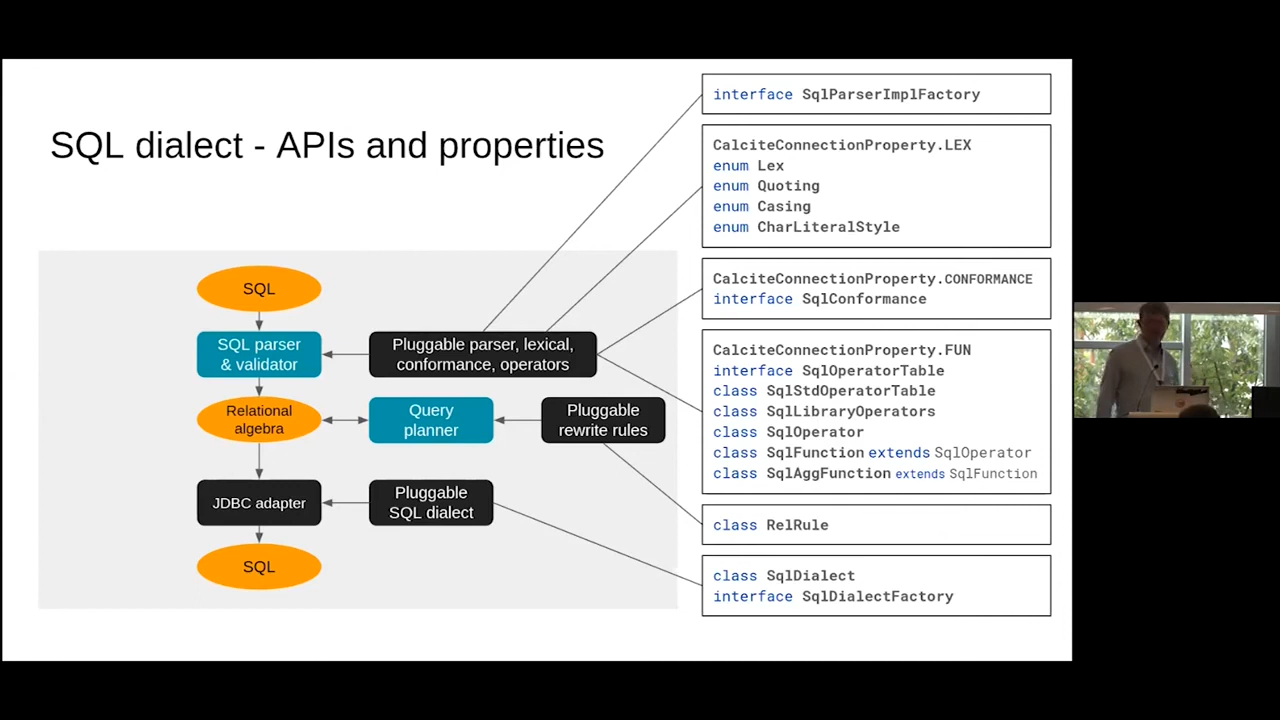 SQL dialect - APIs and properties
SQL
SQL parser
& validator
Pluggable parser, lexical,
conformance, operators
Relational
algebra
Query
planner
Pluggable
rewrite rules
JDBC adapter
Pluggable
SQL dialect
SQL
interface SqlParserImplFactory
CalciteConnectionProperty.LEX
enum Lex
enum Quoting
enum Casing
enum CharLiteralStyle
CalciteConnectionProperty.CONFORMANCE
interface SqlConformance
CalciteConnectionProperty.FUN
interface SqlOperatorTable
class SqlStdOperatorTable
class SqlLibraryOperators
class SqlOperator
class SqlFunction extends SqlOperator
class SqlAggFunction extends SqlFunction
class RelRule
class SqlDialect
interface SqlDialectFactory